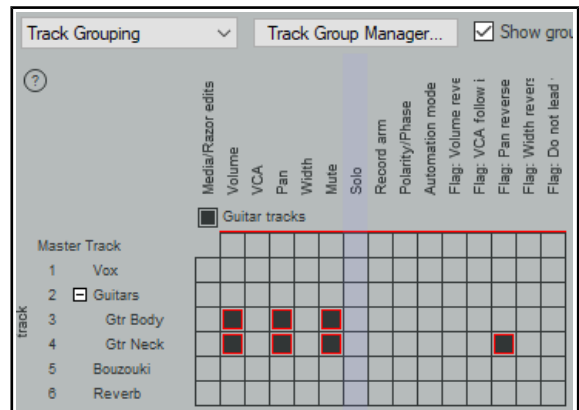 Track Grouping
Track Group Manager...
Show grou
?
Media/Razor edits
Volume
VCA
Pan
Width
Mute
Solo
Record arm
Polarity/Phase
Automation mode
Flag: Volume reve
Flag: VCA follow i
Flag: Pan reverse
Flag: Width revers
Flag: Do not lead
Guitar tracks
Master Track
track
1 Vox
2 Guitars
3 Gtr Body
4 Gtr Neck
5 Bouzouki
6 Reverb